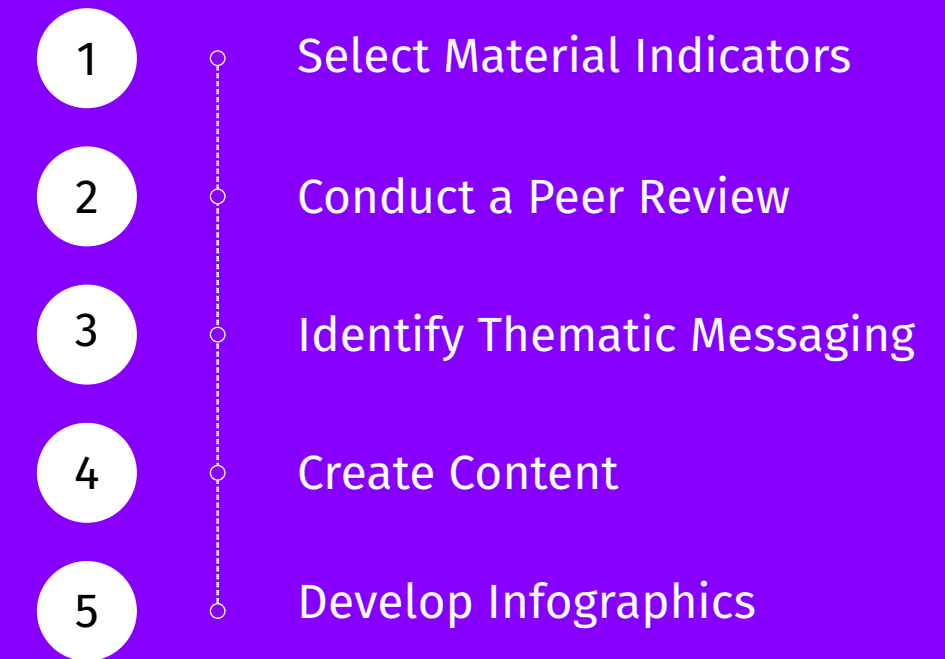 1 Select Material Indicators
2 Conduct a Peer Review
3 Identify Thematic Messaging
4 Create Content
5 Develop Infographics